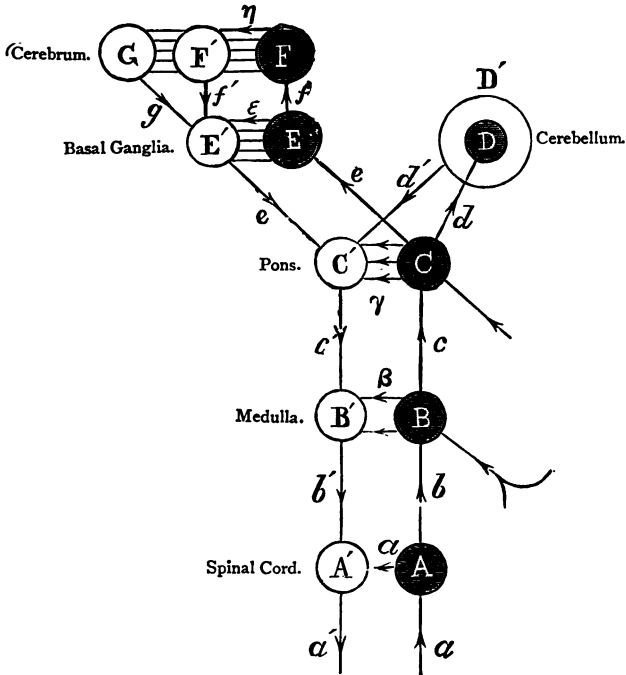 η
Cerebrum. G F′ F
g f′ f
ε
D′
Basal Ganglia. E′ E
D Cerebellum.
e e d′ d
Pons. C′ C
γ
c′ c
β
Medulla. B′ B
b′ b
α
Spinal Cord. A′ A
a′ a